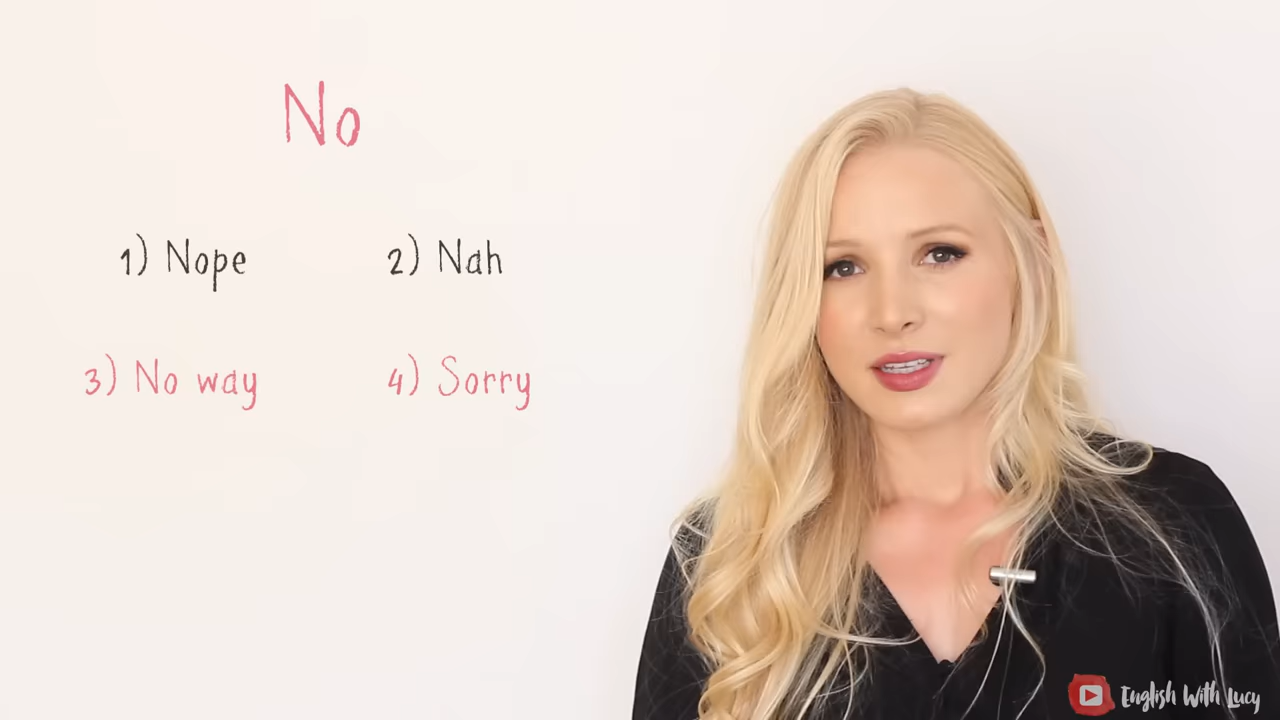 No
1) Nope
2) Nah
3) No way
4) Sorry
English With Lucy